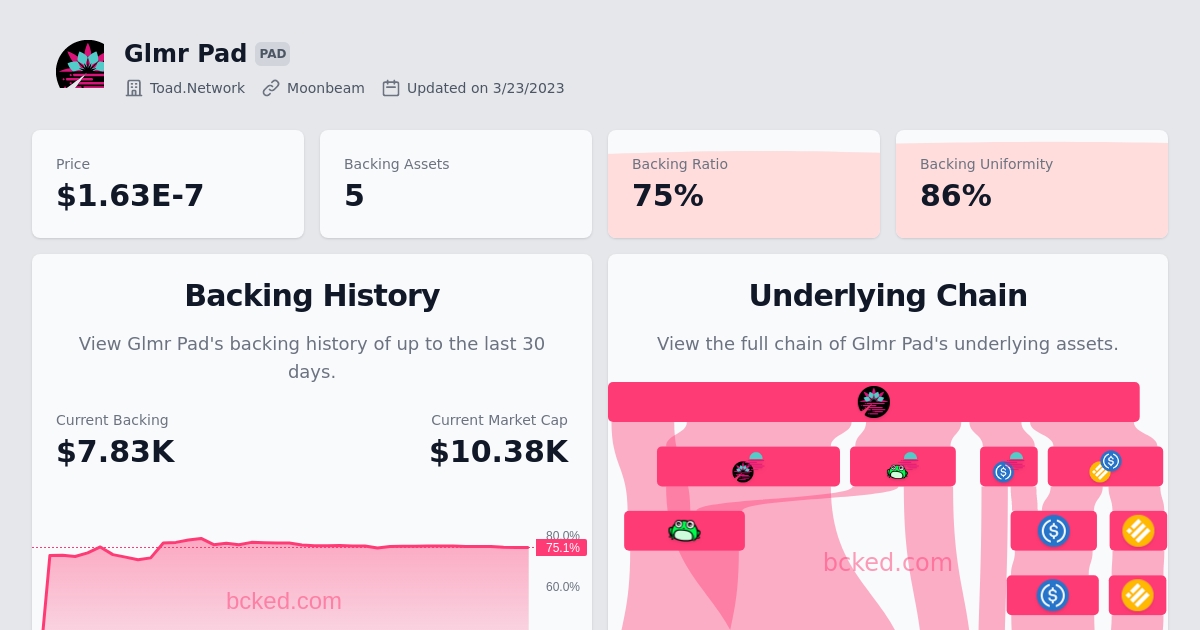 Glmr Pad PAD
Toad.Network Moonbeam Updated on 3/23/2023
Price
$1.63E-7
Backing Assets
5
Backing Ratio
75%
Backing Uniformity
86%
Backing History
View Glmr Pad's backing history of up to the last 30
days.
Current Backing
$7.83K
Current Market Cap
$10.38K
80.0%
75.1%
60.0%
bcked.com
Underlying Chain
View the full chain of Glmr Pad's underlying assets.
bcked.com